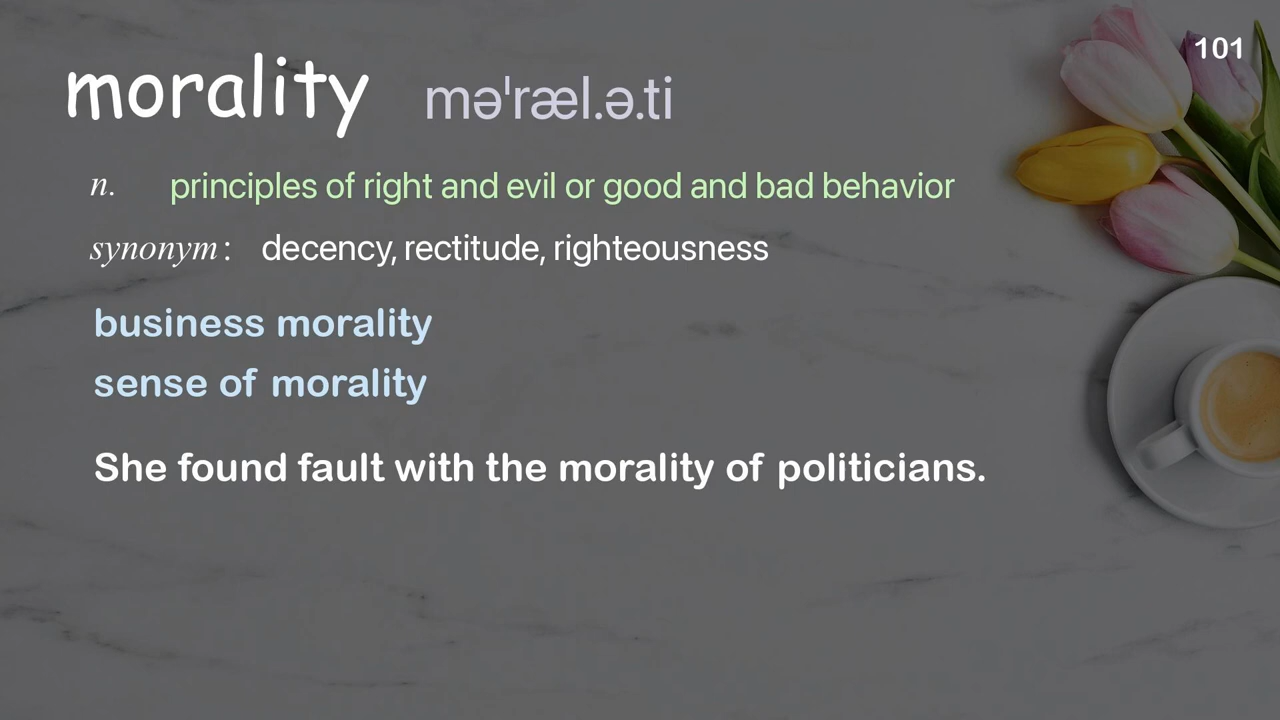 101
morality məˈræl.ə.ti
n. principles of right and evil or good and bad behavior
synonym: decency, rectitude, righteousness
business morality
sense of morality
She found fault with the morality of politicians.